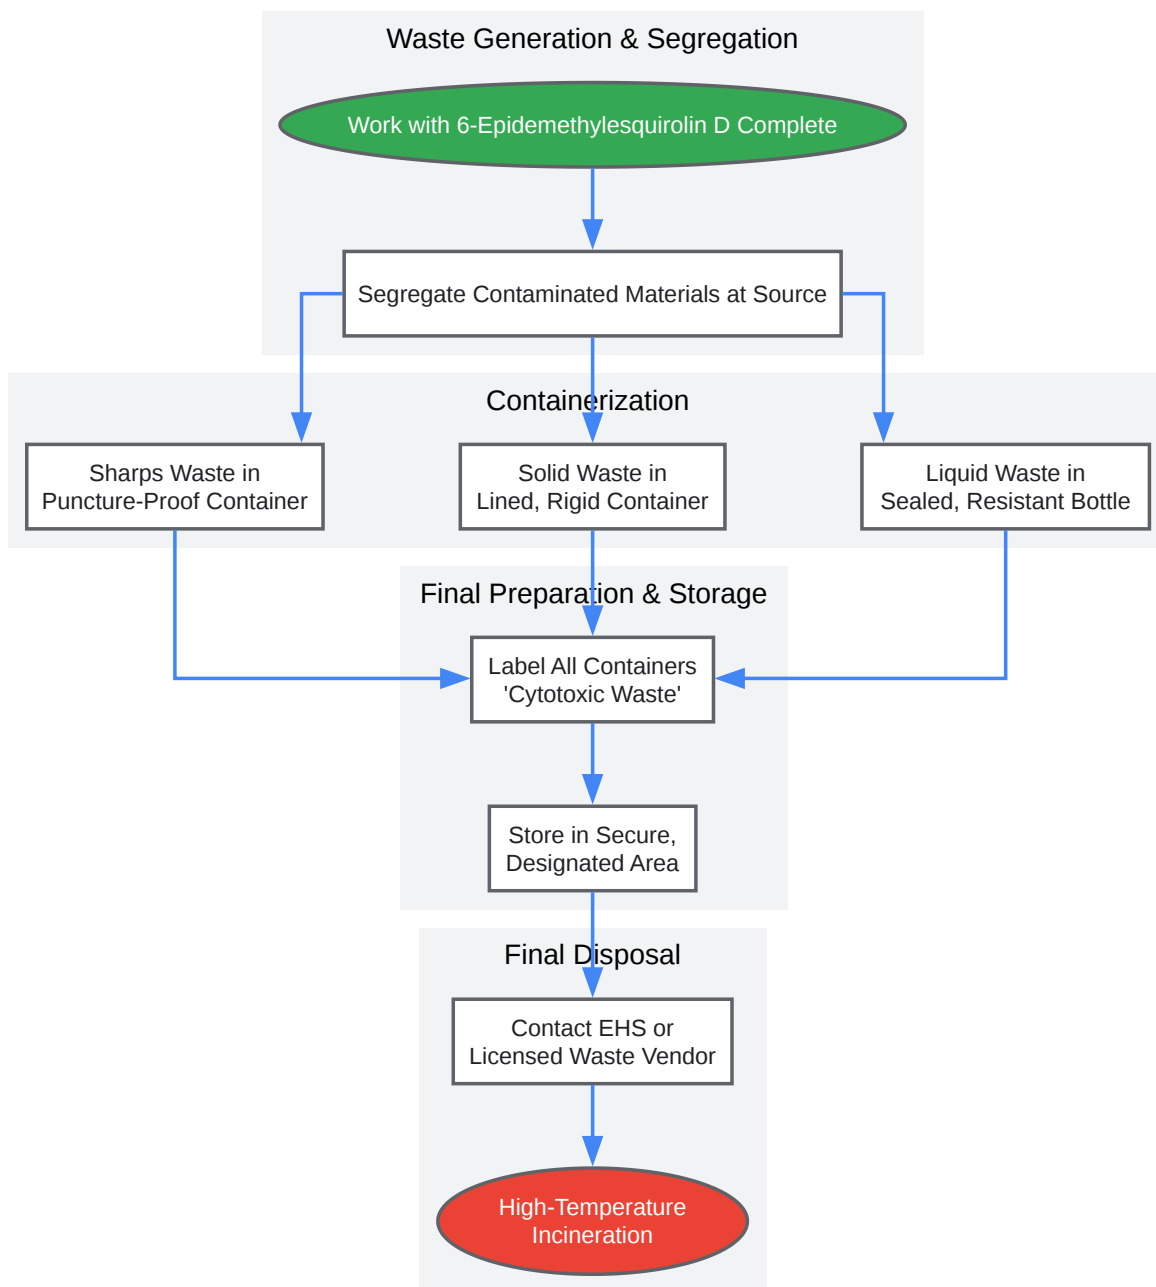 Waste Generation & Segregation
Work with 6-Epidemethylesquirolin D Complete
Segregate Contaminated Materials at Source
Containerization
Sharps Waste in
Puncture-Proof Container
Solid Waste in
Lined, Rigid Container
Liquid Waste in
Sealed, Resistant Bottle
Final Preparation & Storage
Label All Containers
'Cytotoxic Waste'
Store in Secure,
Designated Area
Final Disposal
Contact EHS or
Licensed Waste Vendor
High-Temperature
Incineration